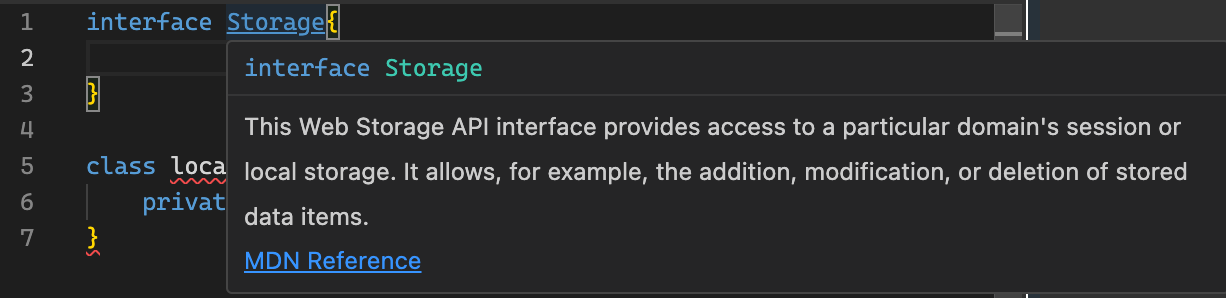 1 interface Storage{
2
3 }
4
5 class loca
6 privat
7 }
interface Storage
This Web Storage API interface provides access to a particular domain's session or
local storage. It allows, for example, the addition, modification, or deletion of stored
data items.
MDN Reference